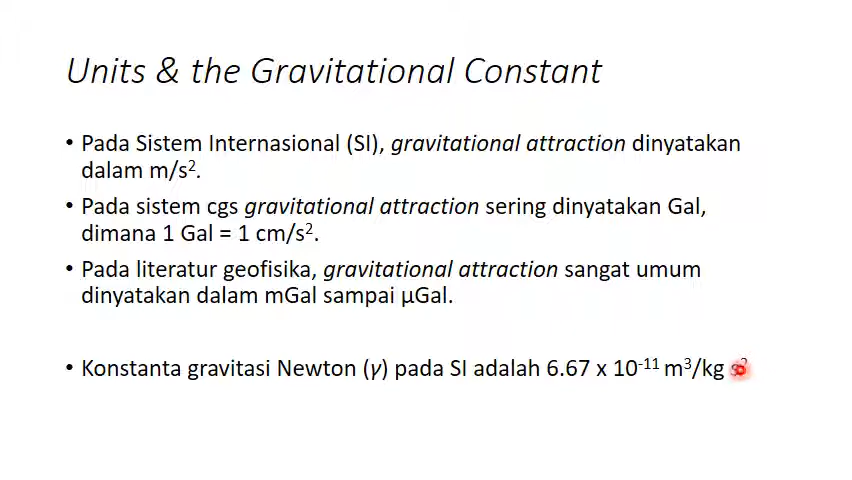 Units & the Gravitational Constant
• Pada Sistem Internasional (SI), gravitational attraction dinyatakan
dalam m/s².
• Pada sistem cgs gravitational attraction sering dinyatakan Gal,
dimana 1 Gal = 1 cm/s².
• Pada literatur geofisika, gravitational attraction sangat umum
dinyatakan dalam mGal sampai µGal.
• Konstanta gravitasi Newton (γ) pada SI adalah 6.67 x 10⁻¹¹ m³/kg s²